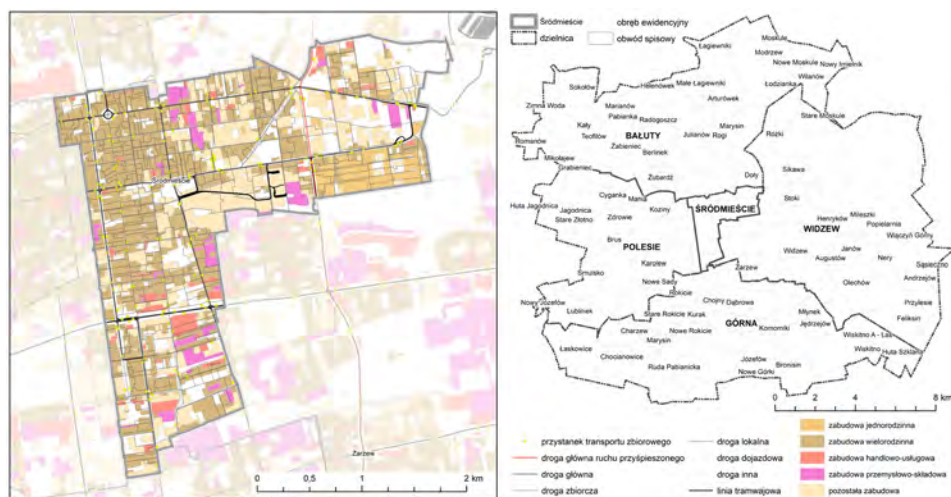 Śródmieście
Zarzew
0 0,5 1 2 km
Śródmieście
obręb ewidencyjny
dzielnica
obwód spisowy
Moskule
Łagiewniki
Modrzew
Nowe Moskule
Nowy Imielnik
Wilanów
Sokołów
Helenówek
Małe Łagiewniki
Łodzianka
Zimna Woda
Marianów
Arturówek
Stare Moskule
Pabianka
Radogoszcz
Kały
Marysin
Teofilów
BAŁUTY
Julianów
Rogi
Rózki
Romanów
Żabieniec
Berlinek
Mikołajew
Grabieniec
Sikawa
Żubardź
Doły
Cyganka
Mania
Stoki
Huta Jagodnica
Jagodnica
Koziny
ŚRÓDMIEŚCIE
Stare Złotno
Zdrowie
Henryków
Mileszki
Popielarnia
WIDZEW
Wiączyń Górny
Brus
POLESIE
Widzew
Janów
Nery
Augustów
Sąsieczno
Karolew
Smulsko
Zarzew
Andrzejów
Nowe Sady
Olechów
Rokicie
Nowy Józefów
Chojny
Dąbrowa
Przylesie
Lublinek
Stare Rokicie
Kurak
Młynek
Feliksin
GÓRNA
Jędrzejów
Charzew
Nowe Rokicie
Komorniki
Wiskitno A - Las
Łaskowice
Marysin
Wiskitno
Huta Szklana
Chocianowice
Józefów
Ruda Pabianicka
Bronisin
Nowe Górki
0 2 4 8 km
przystanek transportu zbiorowego
droga główna ruchu przyśpieszonego
droga główna
droga zbiorcza
droga lokalna
droga dojazdowa
droga inna
linia tramwajowa
zabudowa jednorodzinna
zabudowa wielorodzinna
zabudowa handlowo-usługowa
zabudowa przemysłowo-składowa
pozostała zabudowa